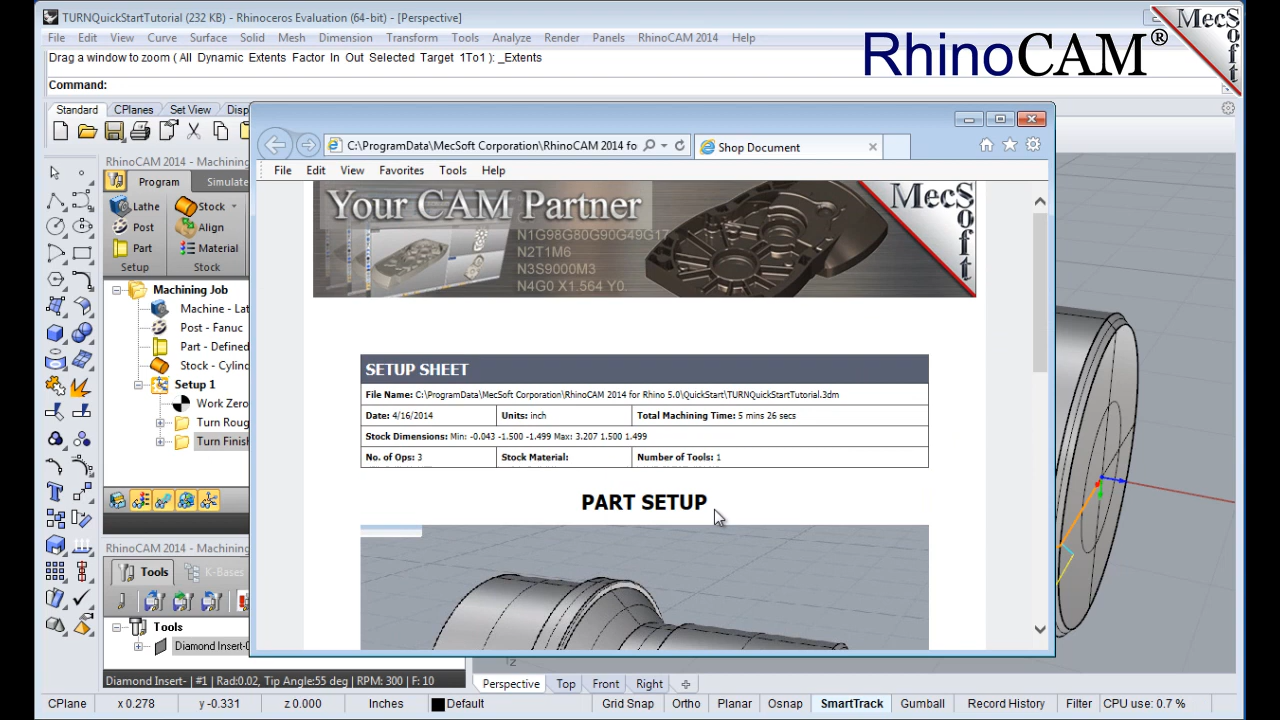 TURNQuickStartTutorial (232 KB) - Rhinoceros Evaluation (64-bit) - [Perspective]
File Edit View Curve Surface Solid Mesh Dimension Transform Tools Analyze Render Panels RhinoCAM 2014 Help
RhinoCAM®
MecSoft
Drag a window to zoom ( All Dynamic Extents Factor In Out Selected Target 1To1 ): _Extents
Command:
Standard CPlanes Set View Disp
RhinoCAM 2014 - Machining
Program Simulate
Lathe Stock
Post Align
Part Material
Setup Stock
Machining Job
Machine - Lat
Post - Fanuc
Part - Defined
Stock - Cylinc
Setup 1
Work Zero
Turn Roug
Turn Finish
RhinoCAM 2014 - Machining
Tools K-Bases
Tools
Diamond Insert-0
Diamond Insert- | #1 | Rad:0.02, Tip Angle:55 deg | RPM: 300 | F: 10
C:\ProgramData\MecSoft Corporation\RhinoCAM 2014 fo
Shop Document
File Edit View Favorites Tools Help
Your CAM Partner
MecSoft
N1G98G80G90G49G17
N2T1M6
N3S9000M3
N4G0 X1.564 Y0.
SETUP SHEET
File Name: C:\ProgramData\MecSoft Corporation\RhinoCAM 2014 for Rhino 5.0\QuickStart\TURNQuickStartTutorial.3dm
Date: 4/16/2014 Units: inch Total Machining Time: 5 mins 26 secs
Stock Dimensions: Min: -0.043 -1.500 -1.499 Max: 3.207 1.500 1.499
No. of Ops: 3 Stock Material: Number of Tools: 1
PART SETUP
z
Perspective Top Front Right
CPlane x 0.278 y -0.331 z 0.000 Inches Default Grid Snap Ortho Planar Osnap SmartTrack Gumball Record History Filter CPU use: 0.7 %